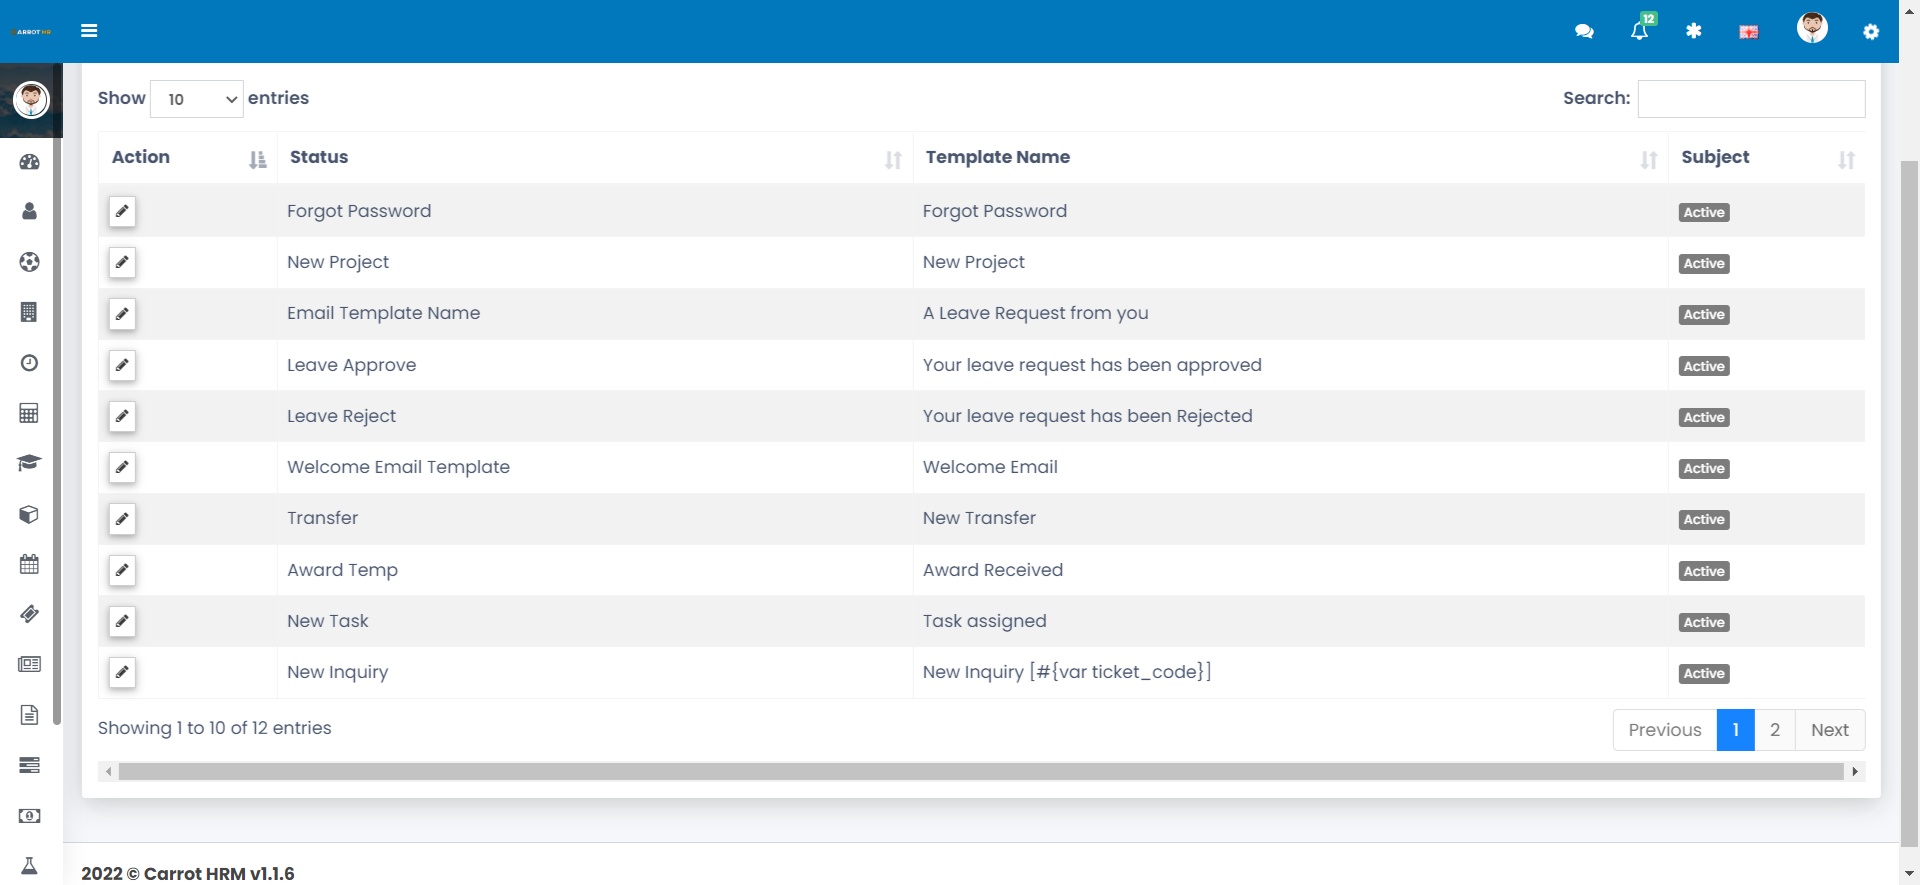 ARROT HR
12
Show 10 entries
Search:
Action Status Template Name Subject
Forgot Password Forgot Password Active
New Project New Project Active
Email Template Name A Leave Request from you Active
Leave Approve Your leave request has been approved Active
Leave Reject Your leave request has been Rejected Active
Welcome Email Template Welcome Email Active
Transfer New Transfer Active
Award Temp Award Received Active
New Task Task assigned Active
New Inquiry New Inquiry [#{var ticket_code}] Active
Showing 1 to 10 of 12 entries
Previous 1 2 Next
2022 © Carrot HRM v1.1.6